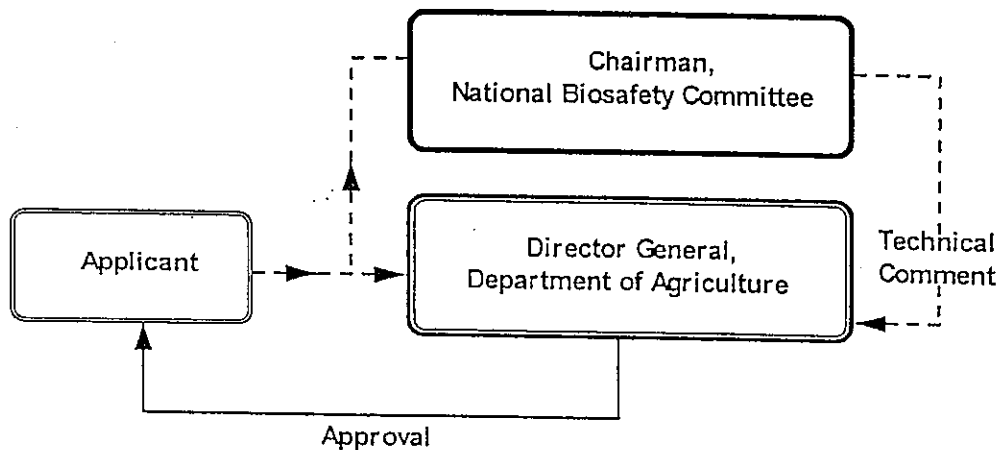 Chairman,
National Biosafety Committee
Applicant
Director General,
Department of Agriculture
Technical
Comment
Approval